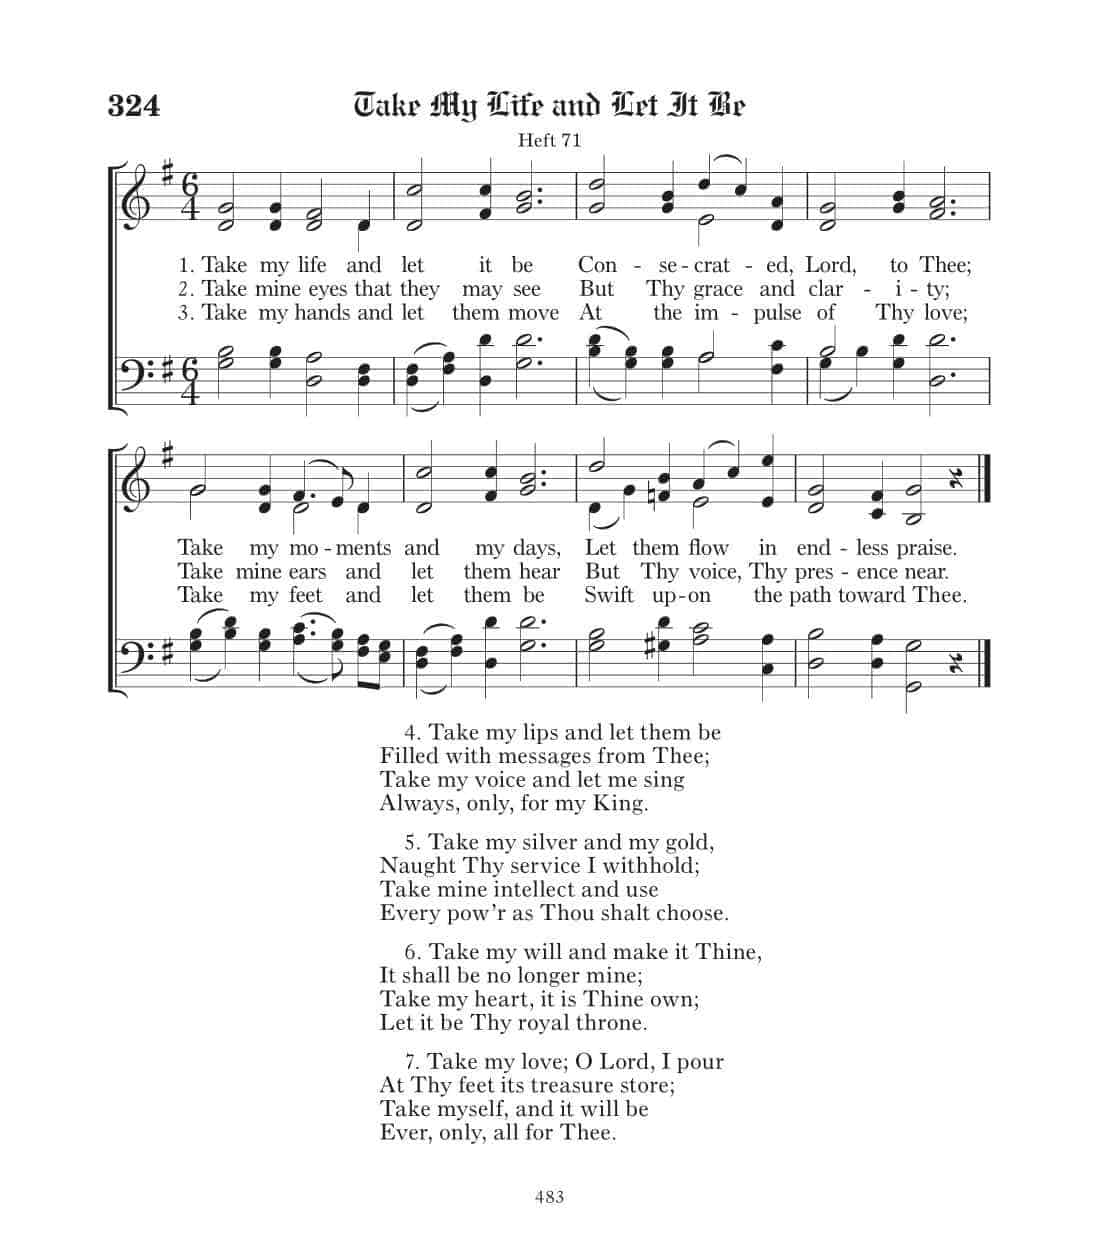 324 Take My Life and Let It Be
Heft 71
1. Take my life and let it be Con - se - crat - ed, Lord, to Thee;
2. Take mine eyes that they may see But Thy grace and clar - i - ty;
3. Take my hands and let them move At the im - pulse of Thy love;
Take my mo - ments and my days, Let them flow in end - less praise.
Take mine ears and let them hear But Thy voice, Thy pres - ence near.
Take my feet and let them be Swift up - on the path toward Thee.
4. Take my lips and let them be
Filled with messages from Thee;
Take my voice and let me sing
Always, only, for my King.
5. Take my silver and my gold,
Naught Thy service I withhold;
Take mine intellect and use
Every pow'r as Thou shalt choose.
6. Take my will and make it Thine,
It shall be no longer mine;
Take my heart, it is Thine own;
Let it be Thy royal throne.
7. Take my love; O Lord, I pour
At Thy feet its treasure store;
Take myself, and it will be
Ever, only, all for Thee.
483